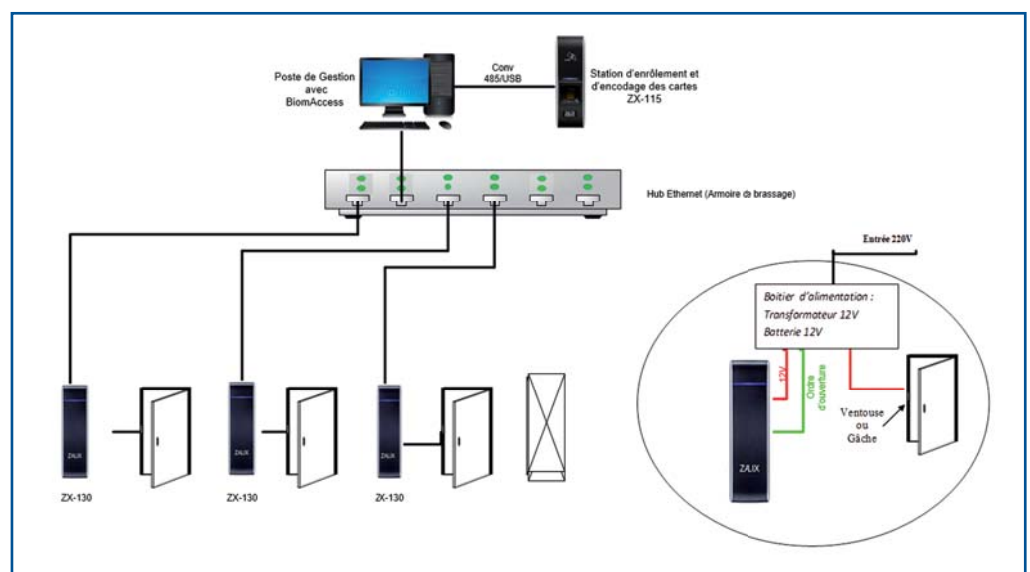 Poste de Gestion
avec
BiomAccess
Conv
485/USB
Station d'enrôlement et
d'encodage des cartes
ZX-115
Hub Ethernet (Armoire de brassage)
Entrée 220V
Boitier d'alimentation :
Transformateur 12V
Batterie 12V
12V
Ordre
d'ouverture
Ventouse
ou
Gâche
ZALIX
ZALIX
ZALIX
ZALIX
ZX-130
ZX-130
ZX-130